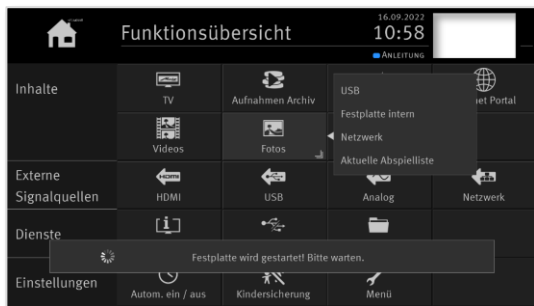 Funktionsübersicht
16.09.2022
10:58
ANLEITUNG
Inhalte
TV
Aufnahmen Archiv
et Portal
Videos
Fotos
USB
Festplatte intern
Netzwerk
Aktuelle Abspielliste
Externe
Signalquellen
HDMI
HDMI
USB
Analog
Netzwerk
Dienste
Festplatte wird gestartet! Bitte warten.
Einstellungen
Autom. ein / aus
Kindersicherung
Menü